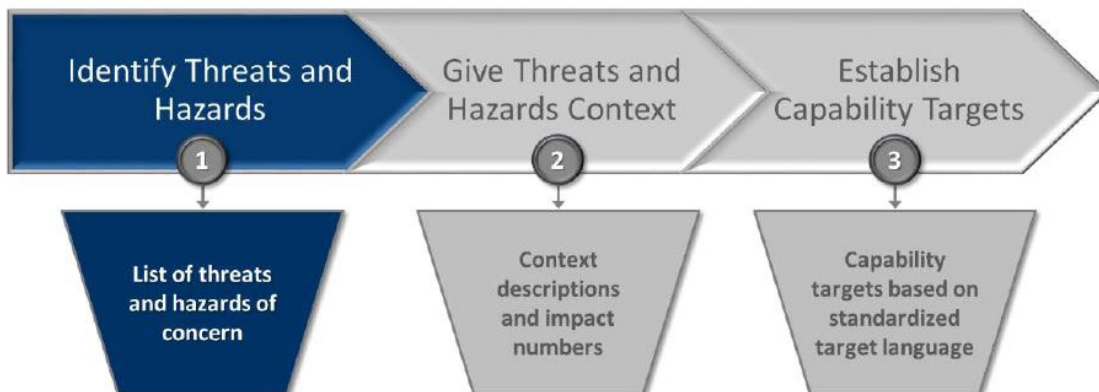 Identify Threats and
Hazards
Give Threats and
Hazards Context
Establish
Capability Targets
1
2
3
List of threats
and hazards of
concern
Context
descriptions
and impact
numbers
Capability
targets based on
standardized
target language